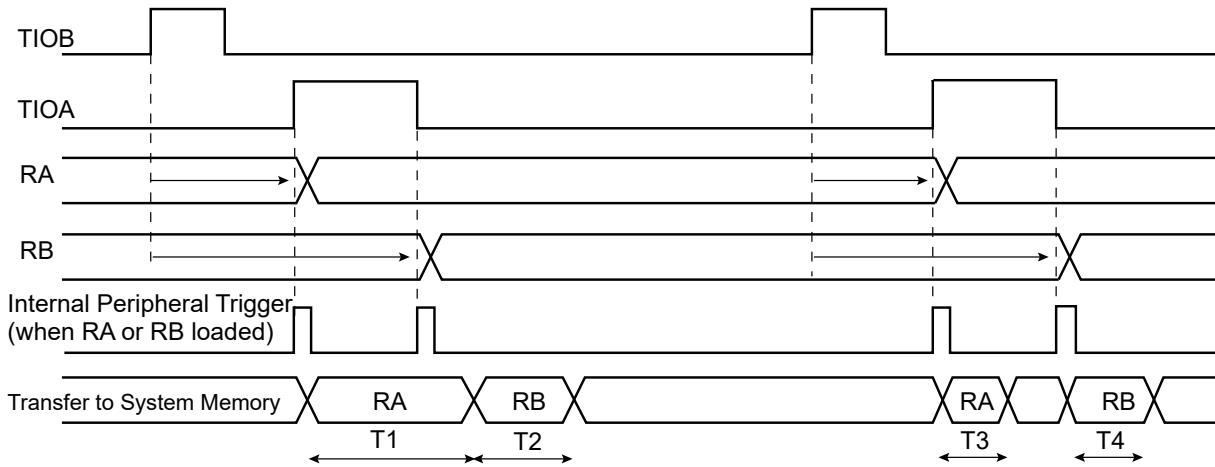 TIOB
TIOA
RA
RB
Internal Peripheral Trigger
(when RA or RB loaded)
Transfer to System Memory RA RB RA RB
T1 T2 T3 T4